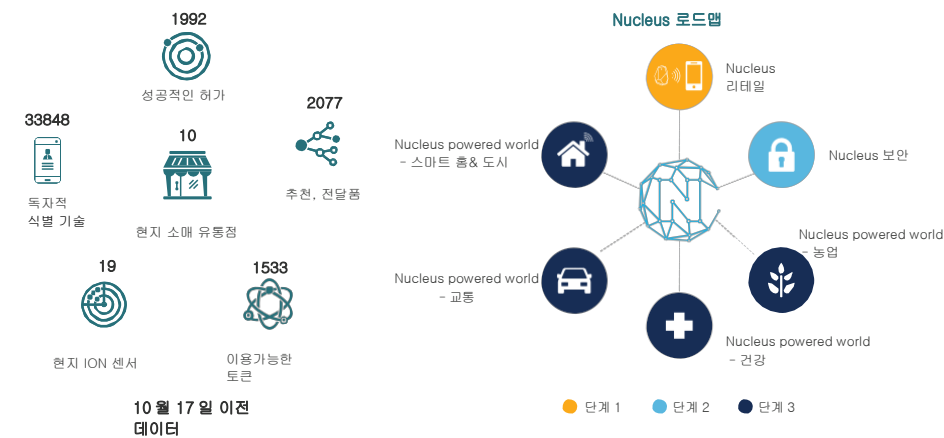 1992
성공적인 허가
33848
독자적
식별 기술
10
현지 소매 유통점
2077
추천, 전달품
19
현지 ION 센서
1533
이용가능한
토큰
10 월 17 일 이전
데이터
Nucleus 로드맵
Nucleus
리테일
Nucleus powered world
- 스마트 홈& 도시
Nucleus 보안
Nucleus powered world
- 농업
Nucleus powered world
- 교통
Nucleus powered world
- 건강
단계 1
단계 2
단계 3